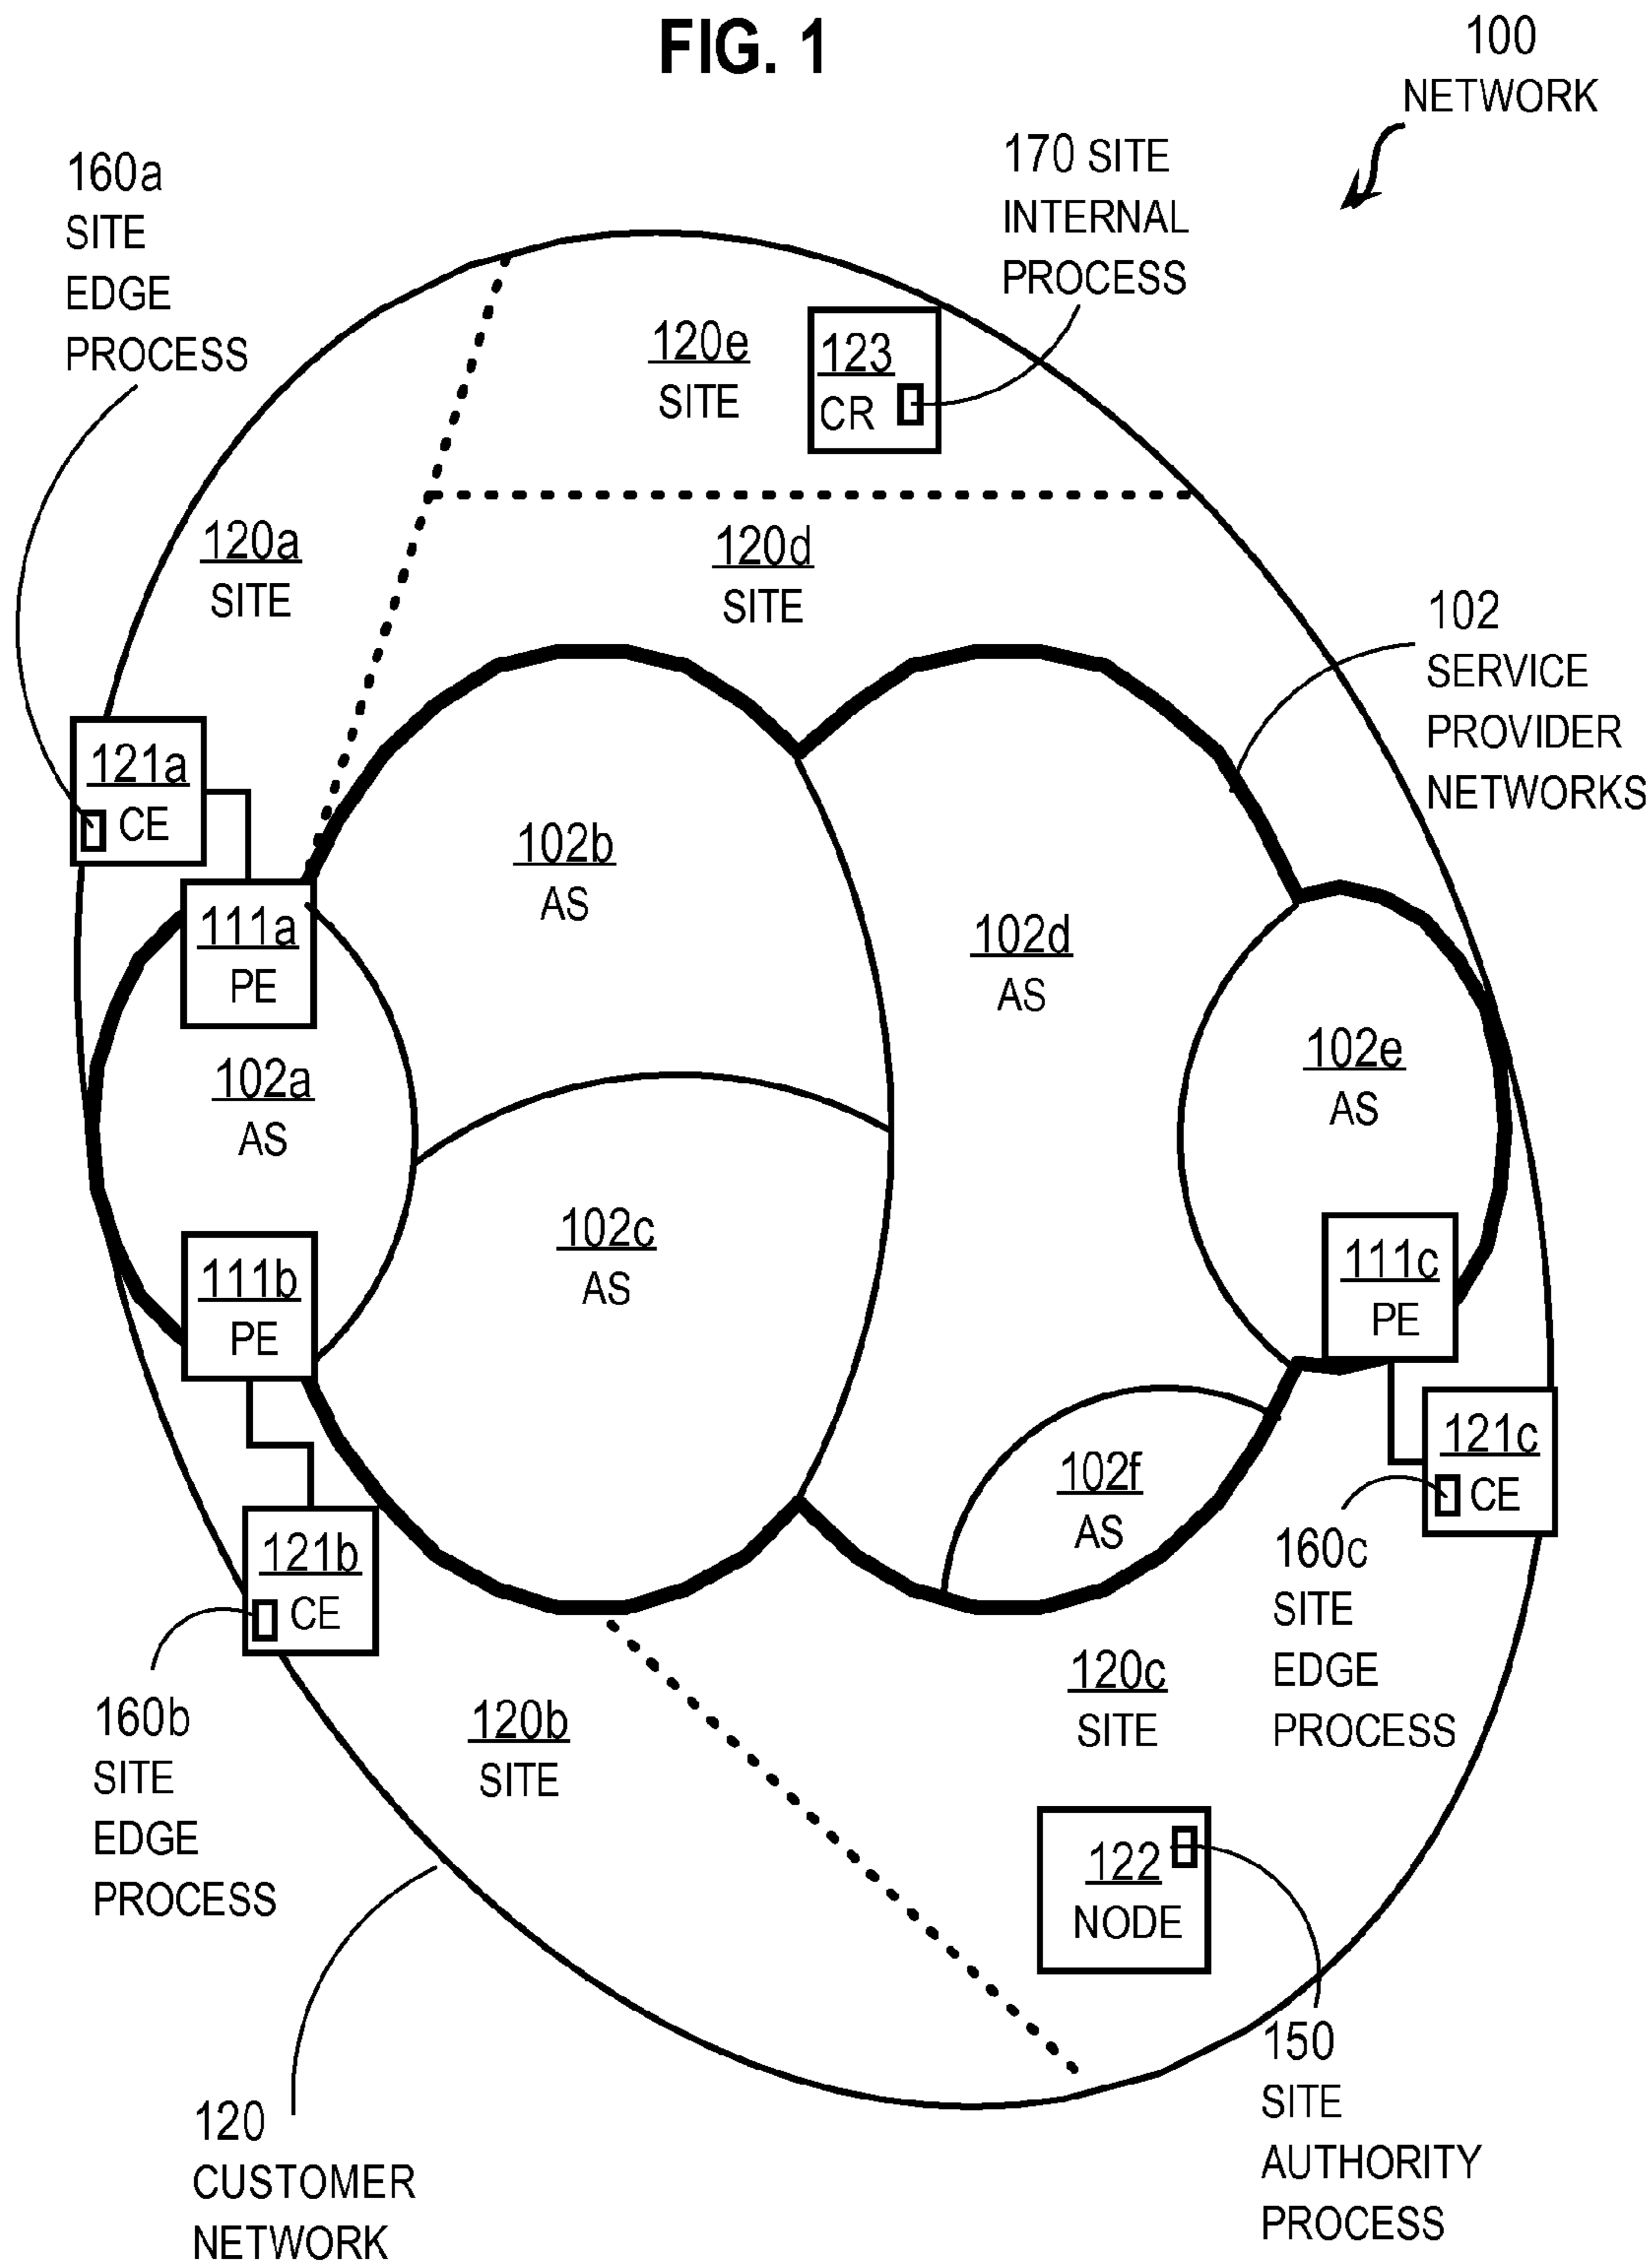 FIG. 1
100
NETWORK
170 SITE
INTERNAL
PROCESS
160a
SITE
EDGE
PROCESS
120e
SITE
123
CR
120a
SITE
120d
SITE
102
SERVICE
PROVIDER
NETWORKS
121a
CE
102b
AS
111a
PE
102d
AS
102e
AS
102a
AS
102c
AS
111b
PE
111c
PE
121c
CE
102f
AS
121b
CE
160c
SITE
EDGE
PROCESS
120c
SITE
160b
SITE
EDGE
PROCESS
120b
SITE
122
NODE
150
SITE
AUTHORITY
PROCESS
120
CUSTOMER
NETWORK